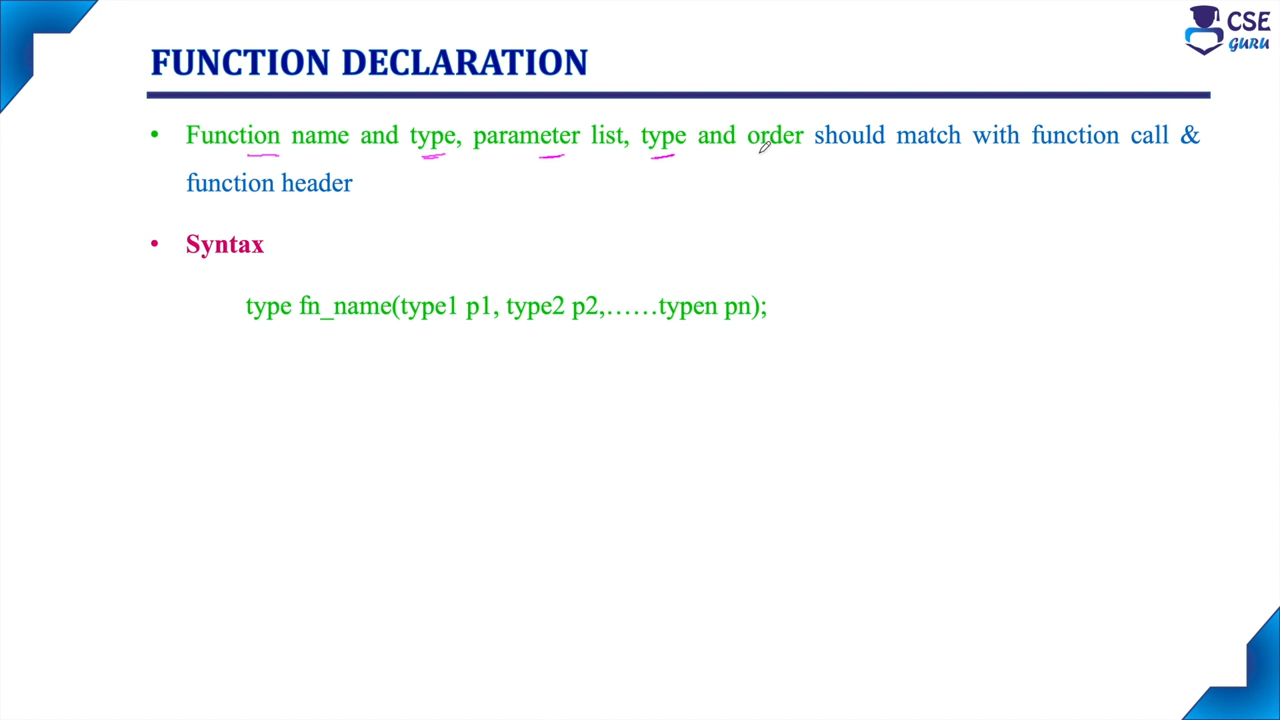 CSE
GURU
FUNCTION DECLARATION
• Function name and type, parameter list, type and order should match with function call &
function header
• Syntax
type fn_name(type1 p1, type2 p2,……typen pn);